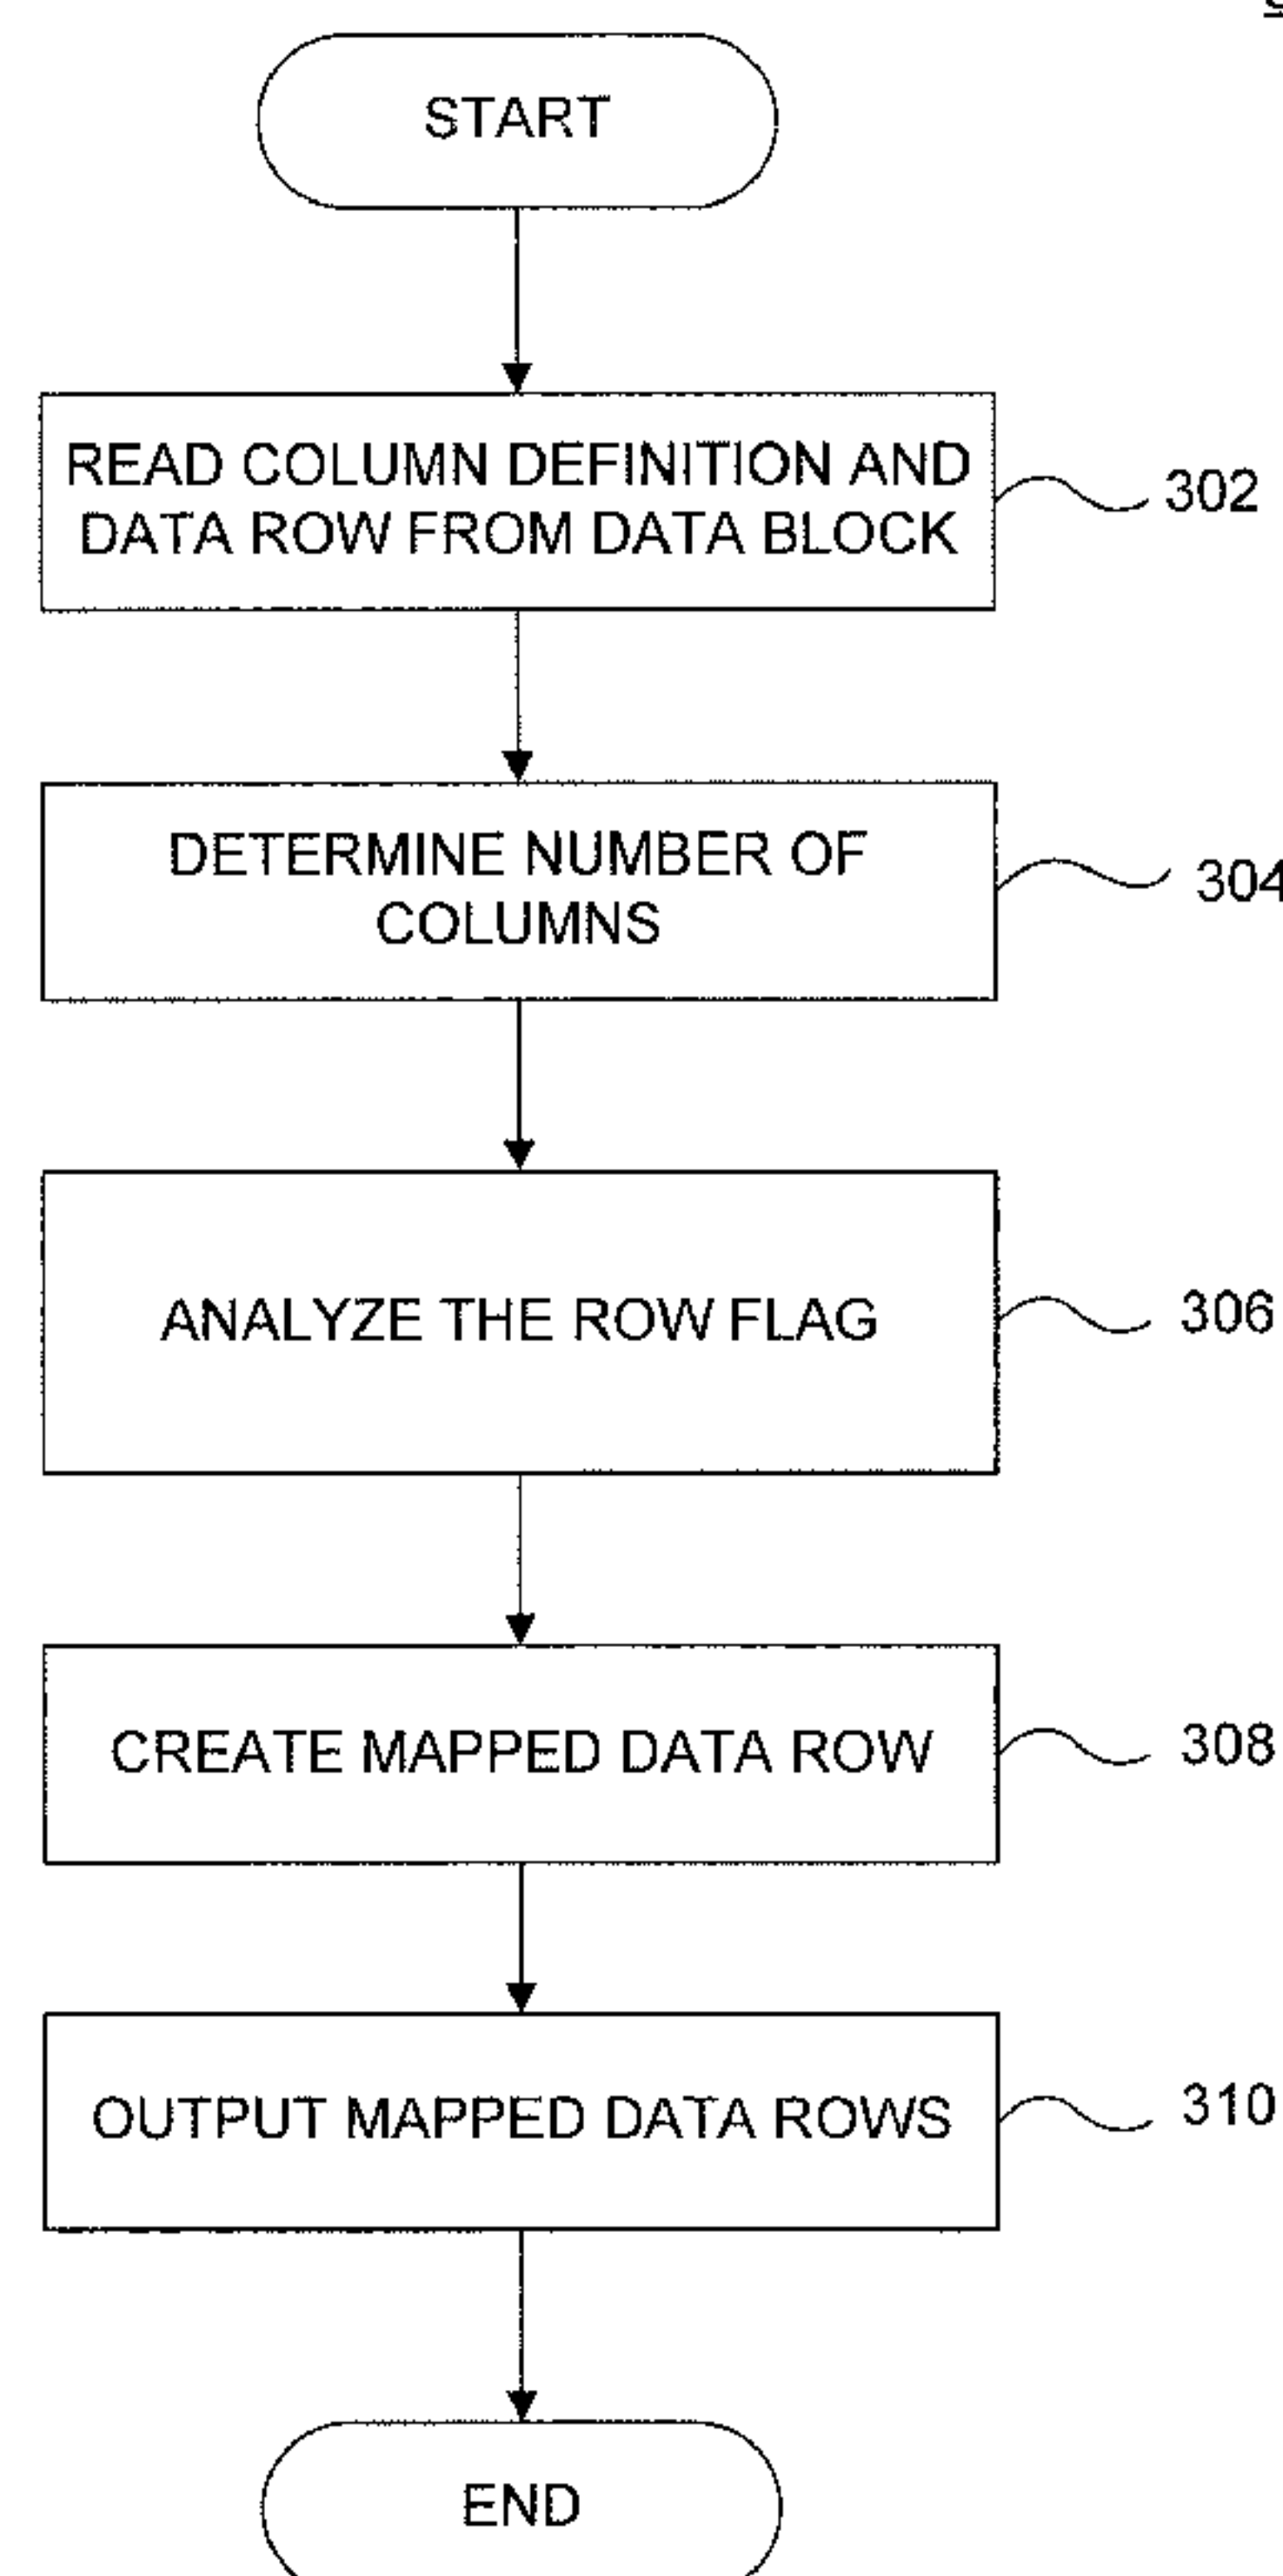 START
READ COLUMN DEFINITION AND
DATA ROW FROM DATA BLOCK
302
DETERMINE NUMBER OF
COLUMNS
304
ANALYZE THE ROW FLAG
306
CREATE MAPPED DATA ROW
308
OUTPUT MAPPED DATA ROWS
310
END